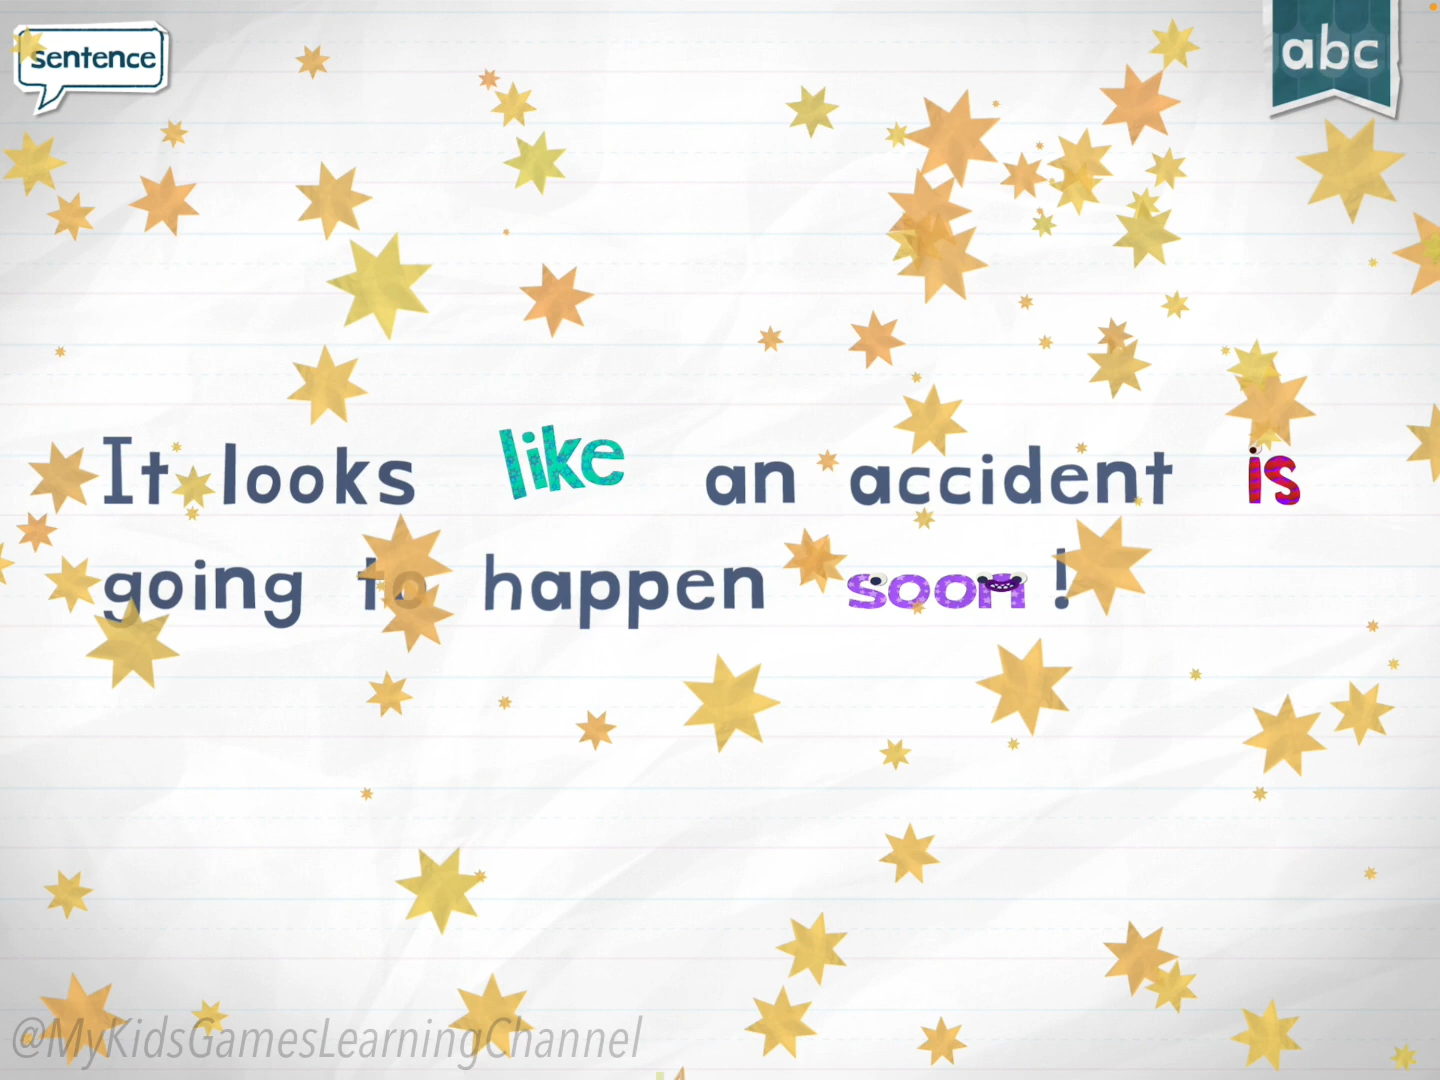 sentence
abc
It looks like an accident is
going to happen soon!
@MyKidsGamesLearningChannel